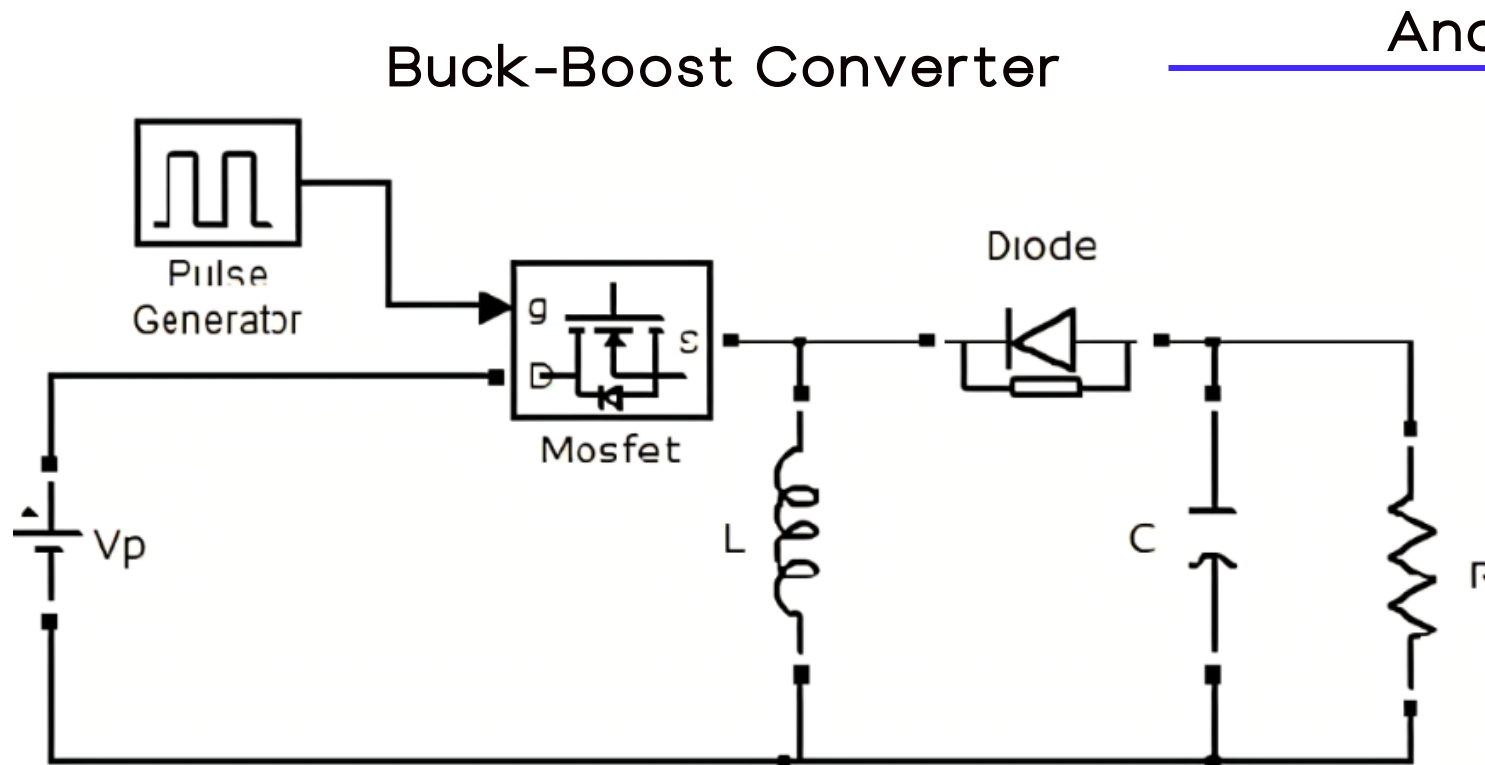 Buck-Boost Converter
Pulse
Generator
g
D
S
Mosfet
Diode
Vp
L
C